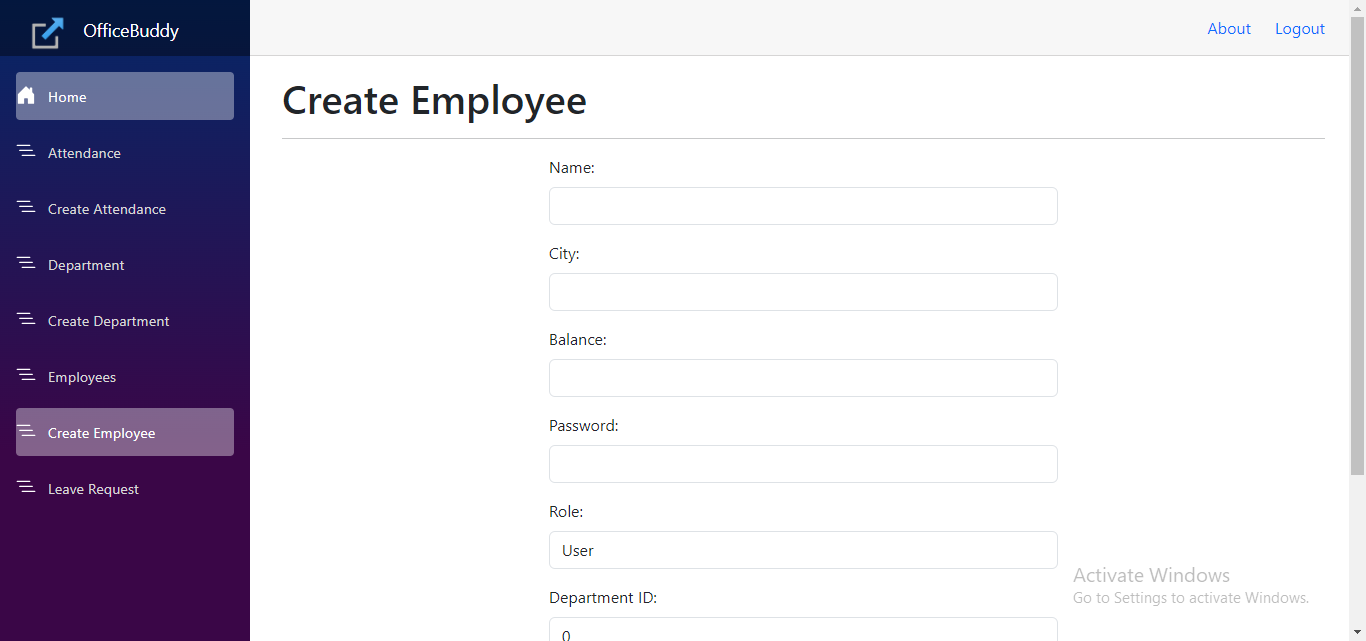 OfficeBuddy
About
Logout
Home
Attendance
Create Attendance
Department
Create Department
Employees
Create Employee
Leave Request
Create Employee
Name:
City:
Balance:
Password:
Role:
User
Department ID:
0
Activate Windows
Go to Settings to activate Windows.